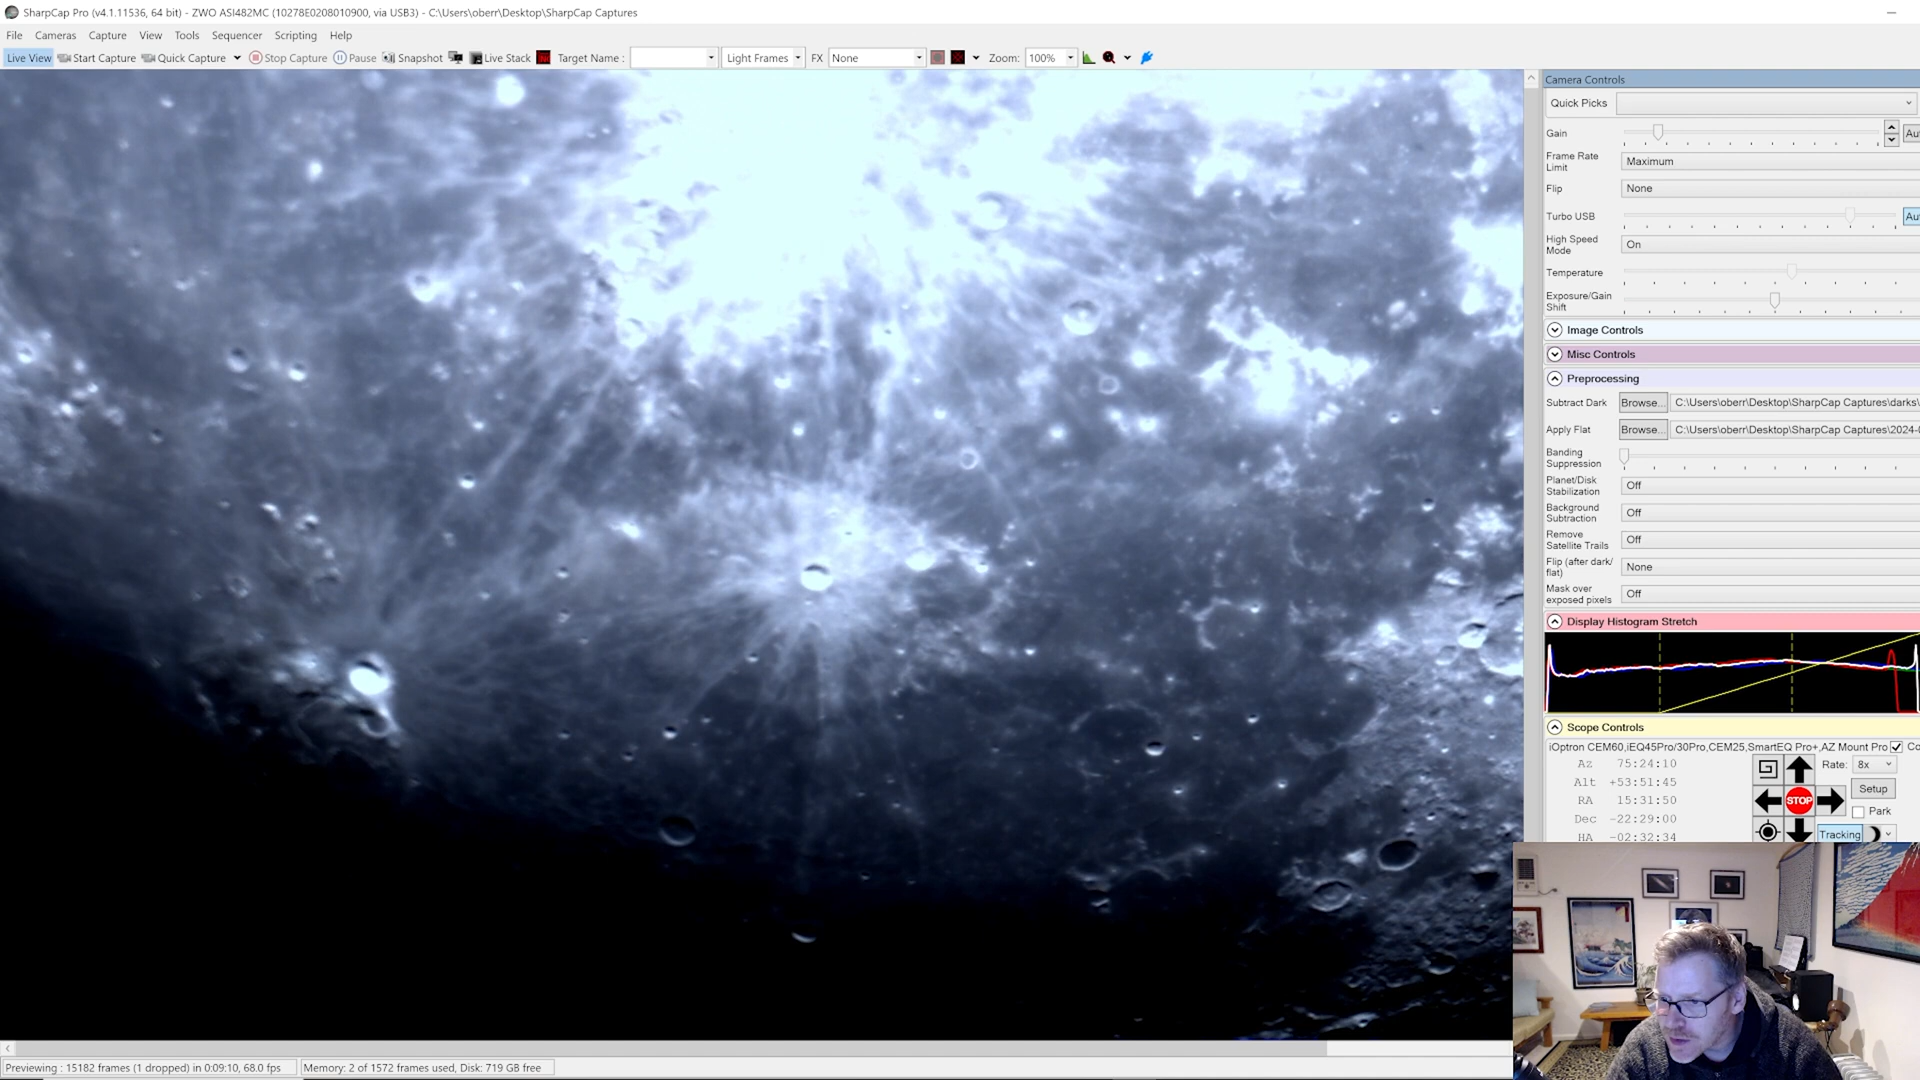 SharpCap Pro (v4.1.11536, 64 bit) - ZWO ASI482MC (10278E0208010900, via USB3) - C:\Users\oberr\Desktop\SharpCap Captures
File Cameras Capture View Tools Sequencer Scripting Help
Live View Start Capture Quick Capture Stop Capture Pause Snapshot Live Stack Target Name : Light Frames FX None Zoom: 100%
Camera Controls
Quick Picks
Gain Au
Frame Rate
Limit Maximum
Flip None
Turbo USB Au
High Speed
Mode On
Temperature
Exposure/Gain
Shift
Image Controls
Misc Controls
Preprocessing
Subtract Dark Browse... C:\Users\oberr\Desktop\SharpCap Captures\darks\
Apply Flat Browse... C:\Users\oberr\Desktop\SharpCap Captures\2024-0
Banding
Suppression
Planet/Disk
Stabilization Off
Background
Subtraction Off
Remove
Satellite Trails Off
Flip (after dark/
flat) None
Mask over
exposed pixels Off
Display Histogram Stretch
Scope Controls
iOptron CEM60,iEQ45Pro/30Pro,CEM25,SmartEQ Pro+,AZ Mount Pro Co
Az 75:24:10 Rate: 8x
Alt +53:51:45 Setup
RA 15:31:50 STOP Park
Dec -22:29:00
HA -02:32:34 Tracking
Previewing : 15182 frames (1 dropped) in 0:09:10, 68.0 fps Memory: 2 of 1572 frames used, Disk: 719 GB free